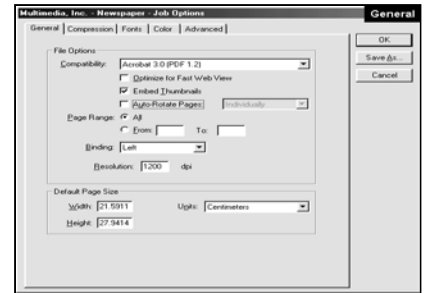 Multimedia, Inc. - Newspaper - Job Options
General
General Compression Fonts Color Advanced
OK
Save As...
Cancel
File Options
Compatibility: Acrobat 3.0 (PDF 1.2)
Optimize for Fast Web View
Embed Thumbnails
Auto-Rotate Pages: Individually
Page Range: All
From: To:
Binding: Left
Resolution: 1200 dpi
Default Page Size
Width: 21.5911 Units: Centimeters
Height: 27.9414